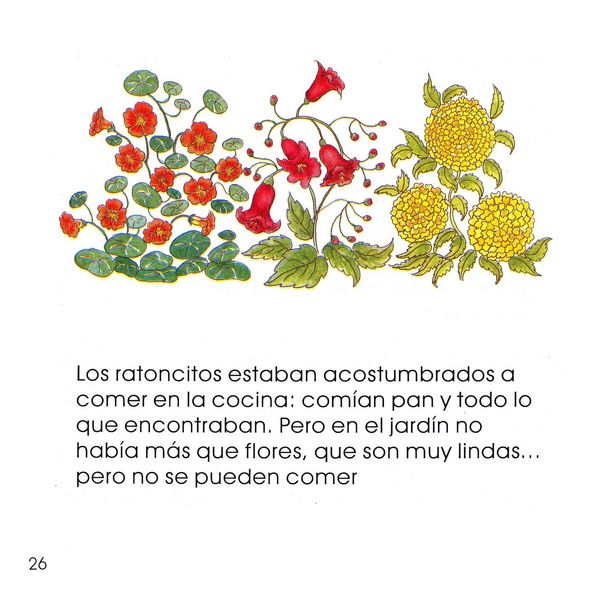 Los ratoncitos estaban acostumbrados a
comer en la cocina: comían pan y todo lo
que encontraban. Pero en el jardín no
había más que flores, que son muy lindas...
pero no se pueden comer
26